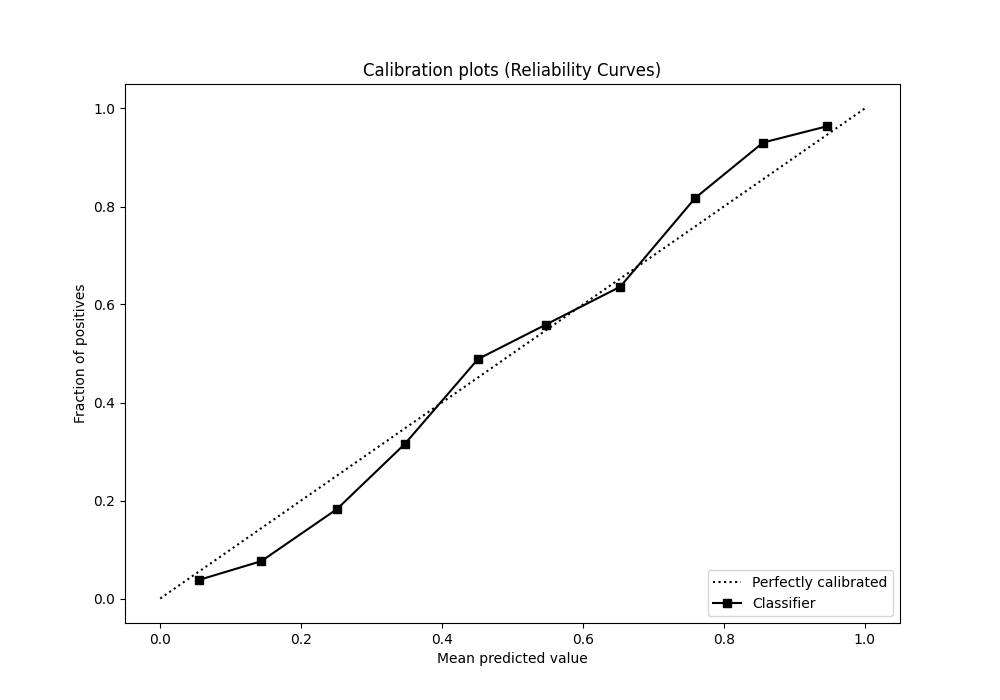 Calibration plots (Reliability Curves)
1.0
0.8
0.6
0.4
0.2
0.0
Fraction of positives
0.0 0.2 0.4 0.6 0.8 1.0
Mean predicted value
Perfectly calibrated
Classifier